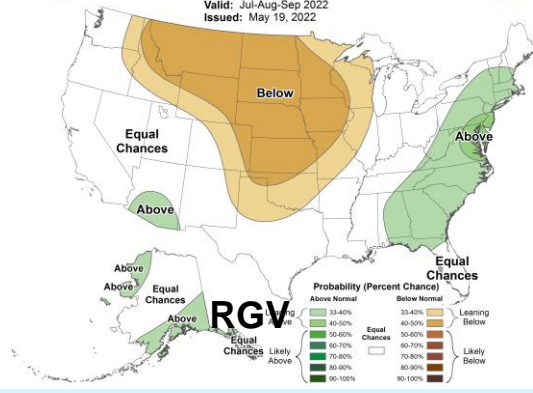 Valid: Jul-Aug-Sep 2022
Issued: May 19, 2022
Below
Equal
Chances
Above
Above
Above
Above
Equal
Chances
Above
Equal
Chances
Equal
Chances
RGV
Probability (Percent Chance)
Above Normal
Below Normal
Leaning
Above
33-40%
40-50%
50-60%
60-70%
70-80%
80-90%
90-100%
Likely
Above
Equal
Chances
33-40%
40-50%
50-60%
60-70%
70-80%
80-90%
90-100%
Leaning
Below
Likely
Below